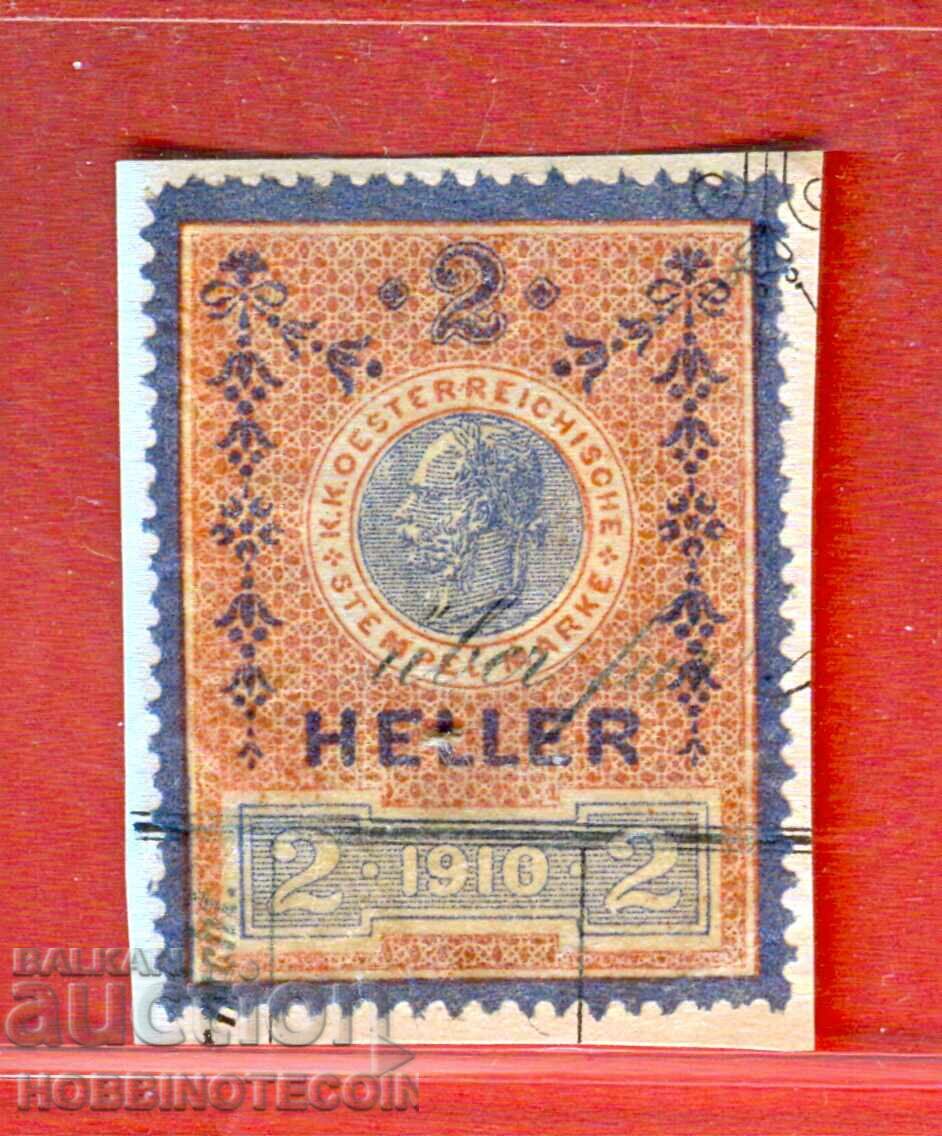 2
K.K. OESTERREICHISCHE
STEMPELMARKE
HELLER
2 · 1910 · 2
BALKAN
auction
HOBBINOTECOIN